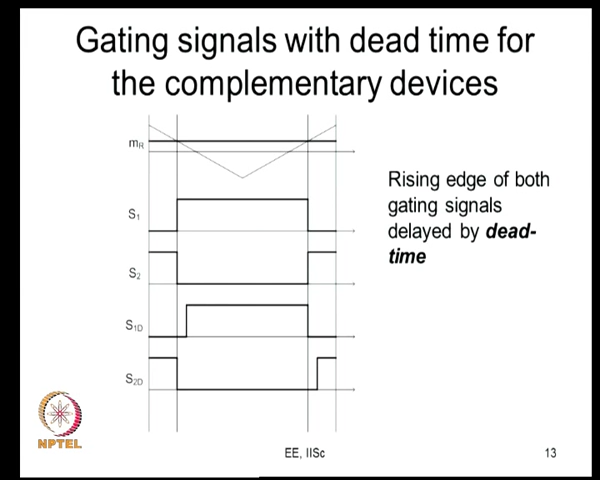 Gating signals with dead time for
the complementary devices
mR
S1
S2
S1D
S2D
Rising edge of both
gating signals
delayed by dead-
time
NPTEL
EE, IISc
13